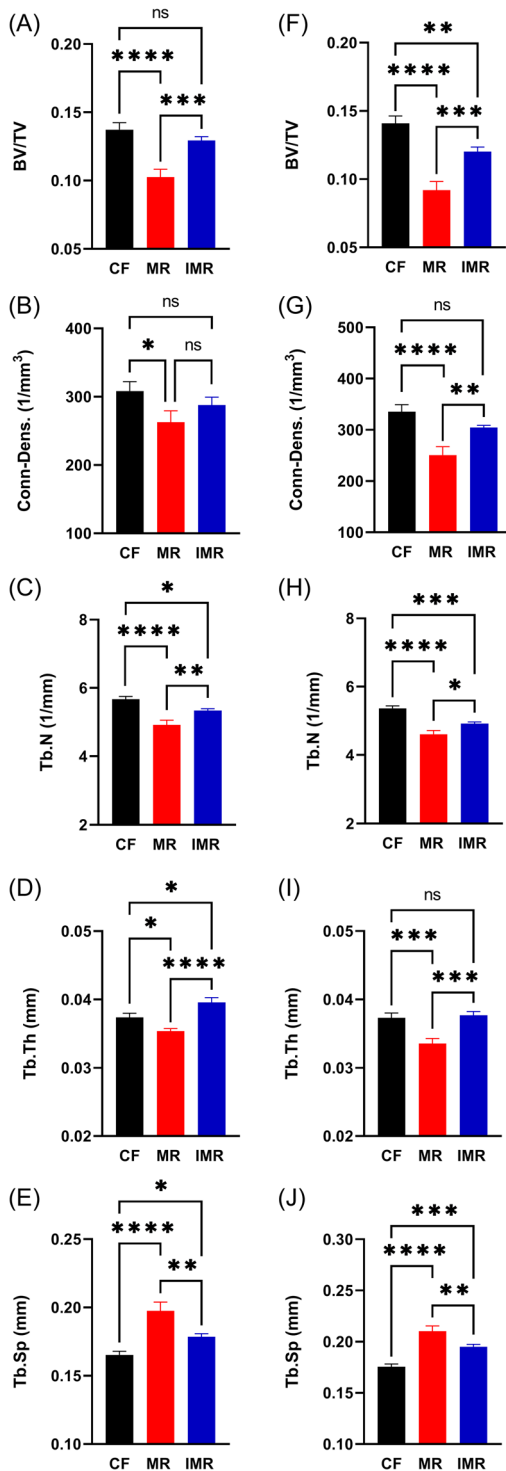 (A)
ns
✱✱✱✱
✱✱✱
0.20
0.15
0.10
0.05
BV/TV
CF MR IMR
(F)
✱✱
✱✱✱✱
✱✱✱
0.20
0.15
0.10
0.05
BV/TV
CF MR IMR
(B)
ns
✱
ns
400
300
200
100
Conn-Dens. (1/mm³)
CF MR IMR
(G)
ns
✱✱✱✱
✱✱
500
400
300
200
100
Conn-Dens. (1/mm³)
CF MR IMR
(C)
✱
✱✱✱✱
✱✱
8
6
4
2
Tb.N (1/mm)
CF MR IMR
(H)
✱✱✱
✱✱✱✱
✱
8
6
4
2
Tb.N (1/mm)
CF MR IMR
(D)
✱
✱
✱✱✱✱
0.05
0.04
0.03
0.02
Tb.Th (mm)
CF MR IMR
(I)
ns
✱✱✱
✱✱✱
0.05
0.04
0.03
0.02
Tb.Th (mm)
CF MR IMR
(E)
✱
✱✱✱✱
✱✱
0.25
0.20
0.15
0.10
Tb.Sp (mm)
CF MR IMR
(J)
✱✱✱
✱✱✱✱
✱✱
0.30
0.25
0.20
0.15
0.10
Tb.Sp (mm)
CF MR IMR